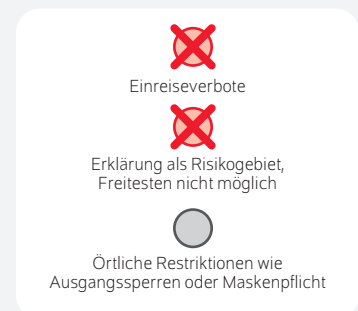 Einreiseverbote
Erklärung als Risikogebiet,
Freitesten nicht möglich
Örtliche Restriktionen wie
Ausgangssperren oder Maskenpflicht